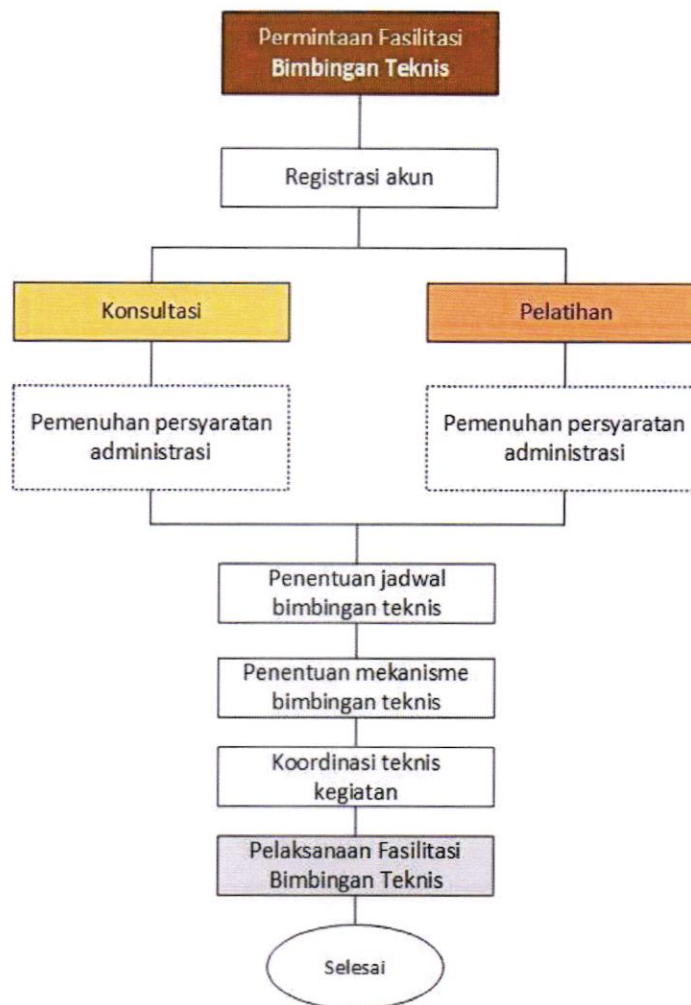 Permintaan Fasilitasi
Bimbingan Teknis
Registrasi akun
Konsultasi
Pelatihan
Pemenuhan persyaratan
administrasi
Pemenuhan persyaratan
administrasi
Penentuan jadwal
bimbingan teknis
Penentuan mekanisme
bimbingan teknis
Koordinasi teknis
kegiatan
Pelaksanaan Fasilitasi
Bimbingan Teknis
Selesai